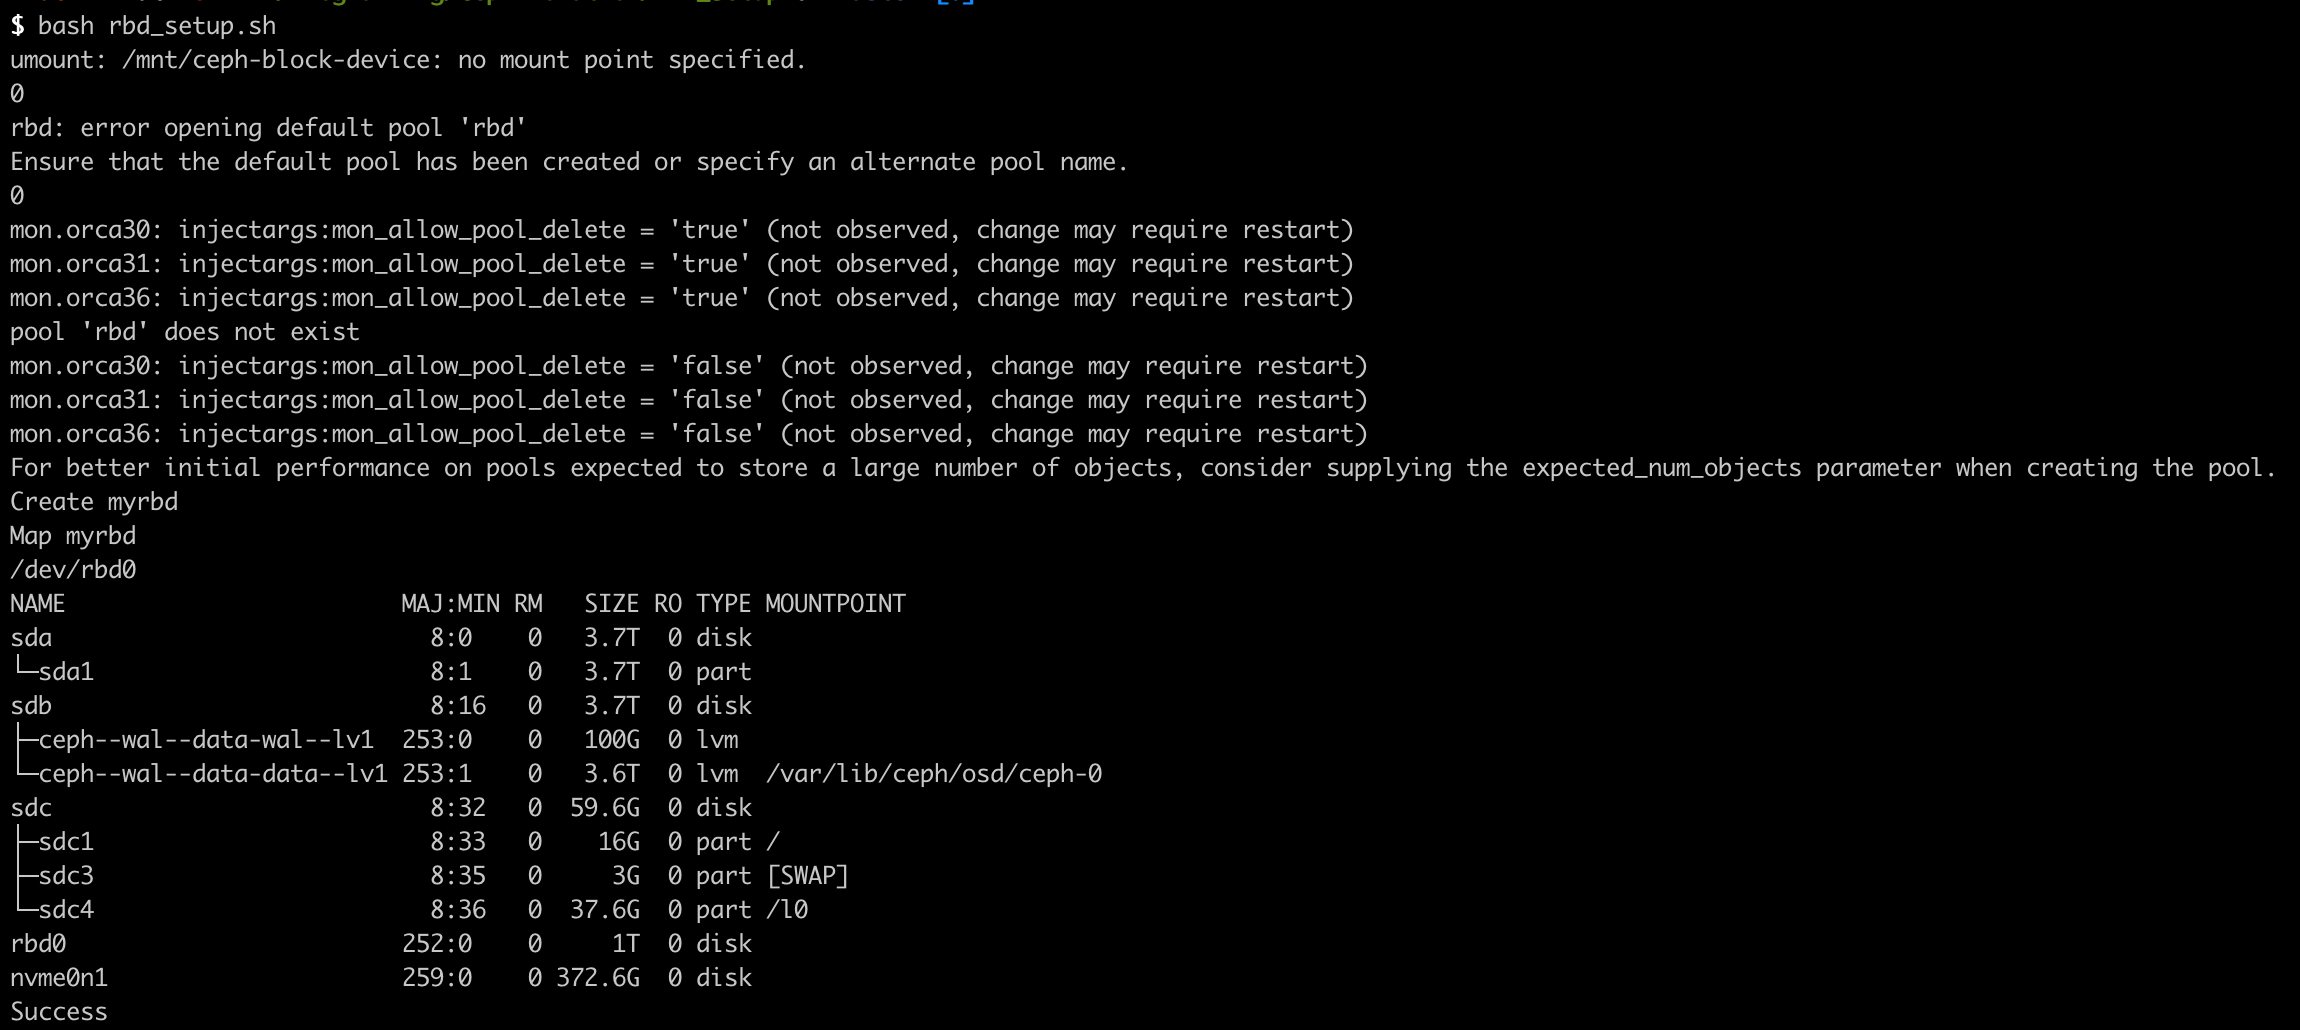 $ bash rbd_setup.sh
umount: /mnt/ceph-block-device: no mount point specified.
0
rbd: error opening default pool 'rbd'
Ensure that the default pool has been created or specify an alternate pool name.
0
mon.orca30: injectargs:mon_allow_pool_delete = 'true' (not observed, change may require restart)
mon.orca31: injectargs:mon_allow_pool_delete = 'true' (not observed, change may require restart)
mon.orca36: injectargs:mon_allow_pool_delete = 'true' (not observed, change may require restart)
pool 'rbd' does not exist
mon.orca30: injectargs:mon_allow_pool_delete = 'false' (not observed, change may require restart)
mon.orca31: injectargs:mon_allow_pool_delete = 'false' (not observed, change may require restart)
mon.orca36: injectargs:mon_allow_pool_delete = 'false' (not observed, change may require restart)
For better initial performance on pools expected to store a large number of objects, consider supplying the expected_num_objects parameter when creating the pool.
Create myrbd
Map myrbd
/dev/rbd0
NAME                        MAJ:MIN RM   SIZE RO TYPE MOUNTPOINT
sda                           8:0    0   3.7T  0 disk
└─sda1                        8:1    0   3.7T  0 part
sdb                           8:16   0   3.7T  0 disk
├─ceph--wal--data-wal--lv1  253:0    0   100G  0 lvm
└─ceph--wal--data-data--lv1 253:1    0   3.6T  0 lvm  /var/lib/ceph/osd/ceph-0
sdc                           8:32   0  59.6G  0 disk
├─sdc1                        8:33   0    16G  0 part /
├─sdc3                        8:35   0     3G  0 part [SWAP]
└─sdc4                        8:36   0  37.6G  0 part /l0
rbd0                        252:0    0     1T  0 disk
nvme0n1                     259:0    0 372.6G  0 disk
Success